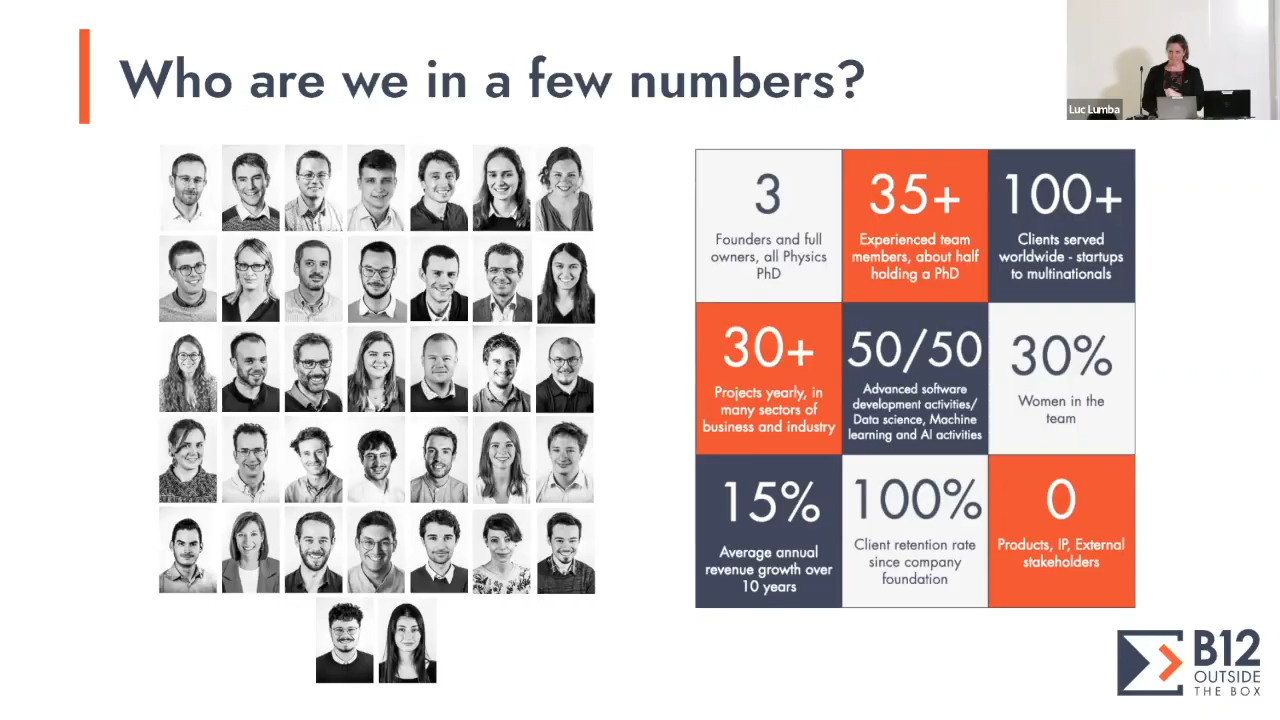 Who are we in a few numbers?
Luc Lumba
3
Founders and full
owners, all Physics
PhD
35+
Experienced team
members, about half
holding a PhD
100+
Clients served
worldwide - startups
to multinationals
30+
Projects yearly, in
many sectors of
business and industry
50/50
Advanced software
development activities/
Data science, Machine
learning and AI activities
30%
Women in the
team
15%
Average annual
revenue growth over
10 years
100%
Client retention rate
since company
foundation
0
Products, IP, External
stakeholders
B12
OUTSIDE
THE BOX